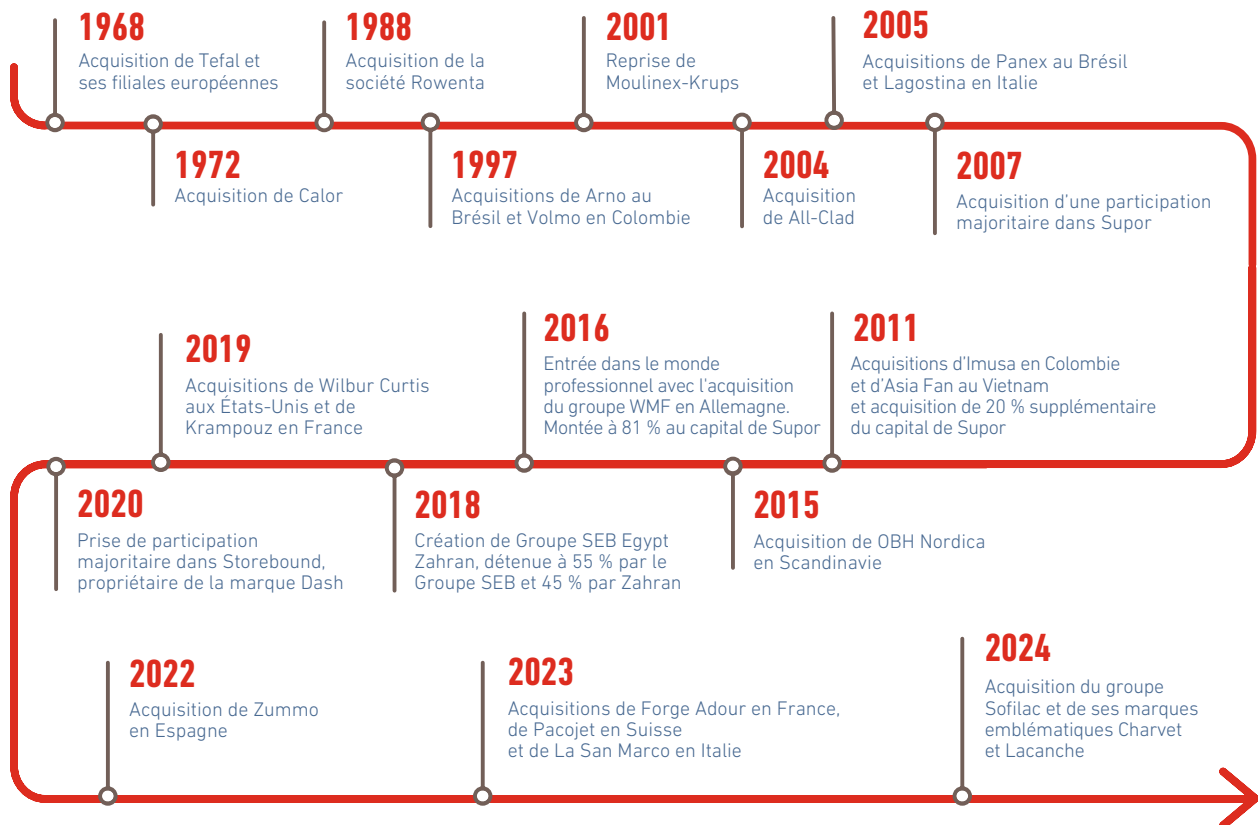 1968
Acquisition de Tefal et
ses filiales européennes
1972
Acquisition de Calor
1988
Acquisition de la
société Rowenta
1997
Acquisitions de Arno au
Brésil et Volmo en Colombie
2001
Reprise de
Moulinex-Krups
2004
Acquisition
de All-Clad
2005
Acquisitions de Panex au Brésil
et Lagostina en Italie
2007
Acquisition d'une participation
majoritaire dans Supor
2011
Acquisitions d'Imusa en Colombie
et d'Asia Fan au Vietnam
et acquisition de 20 % supplémentaire
du capital de Supor
2015
Acquisition de OBH Nordica
en Scandinavie
2016
Entrée dans le monde
professionnel avec l'acquisition
du groupe WMF en Allemagne.
Montée à 81 % au capital de Supor
2018
Création de Groupe SEB Egypt
Zahran, détenue à 55 % par le
Groupe SEB et 45 % par Zahran
2019
Acquisitions de Wilbur Curtis
aux États-Unis et de
Krampouz en France
2020
Prise de participation
majoritaire dans Storebound,
propriétaire de la marque Dash
2022
Acquisition de Zummo
en Espagne
2023
Acquisitions de Forge Adour en France,
de Pacojet en Suisse
et de La San Marco en Italie
2024
Acquisition du groupe
Sofilac et de ses marques
emblématiques Charvet
et Lacanche